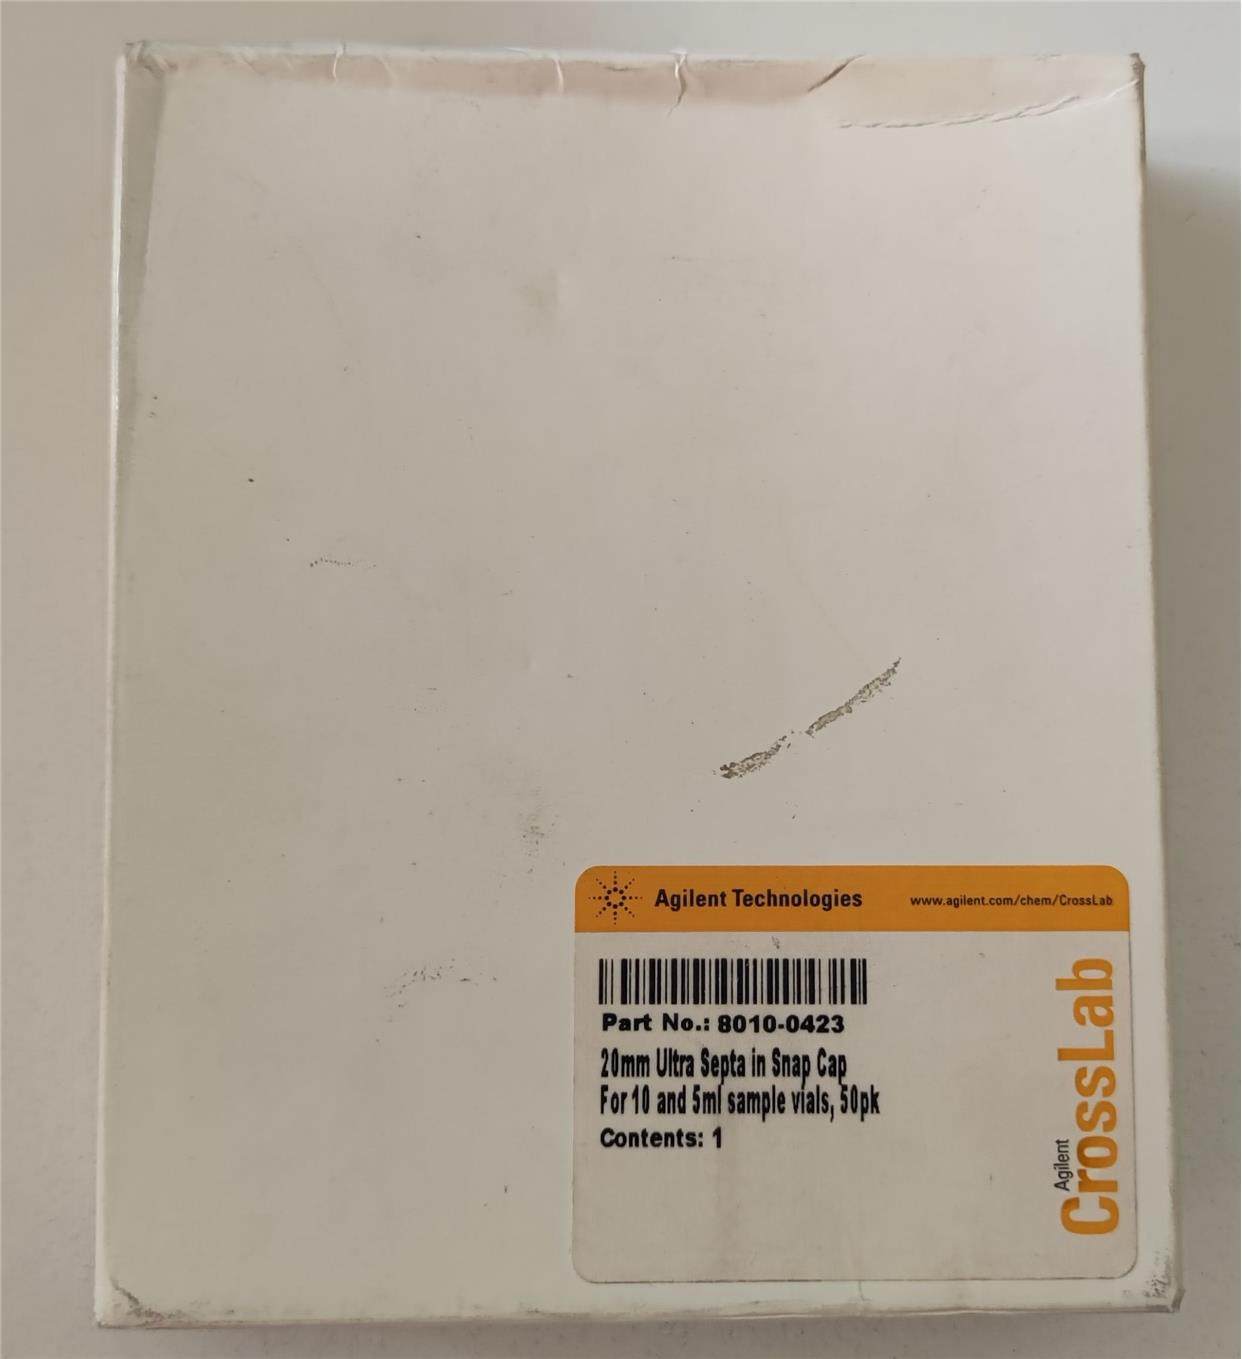 Agilent Technologies
www.agilent.com/chem/CrossLab
Part No.: 8010-0423
20mm Ultra Septa in Snap Cap
For 10 and 5ml sample vials, 50pk
Contents: 1
Agilent
CrossLab